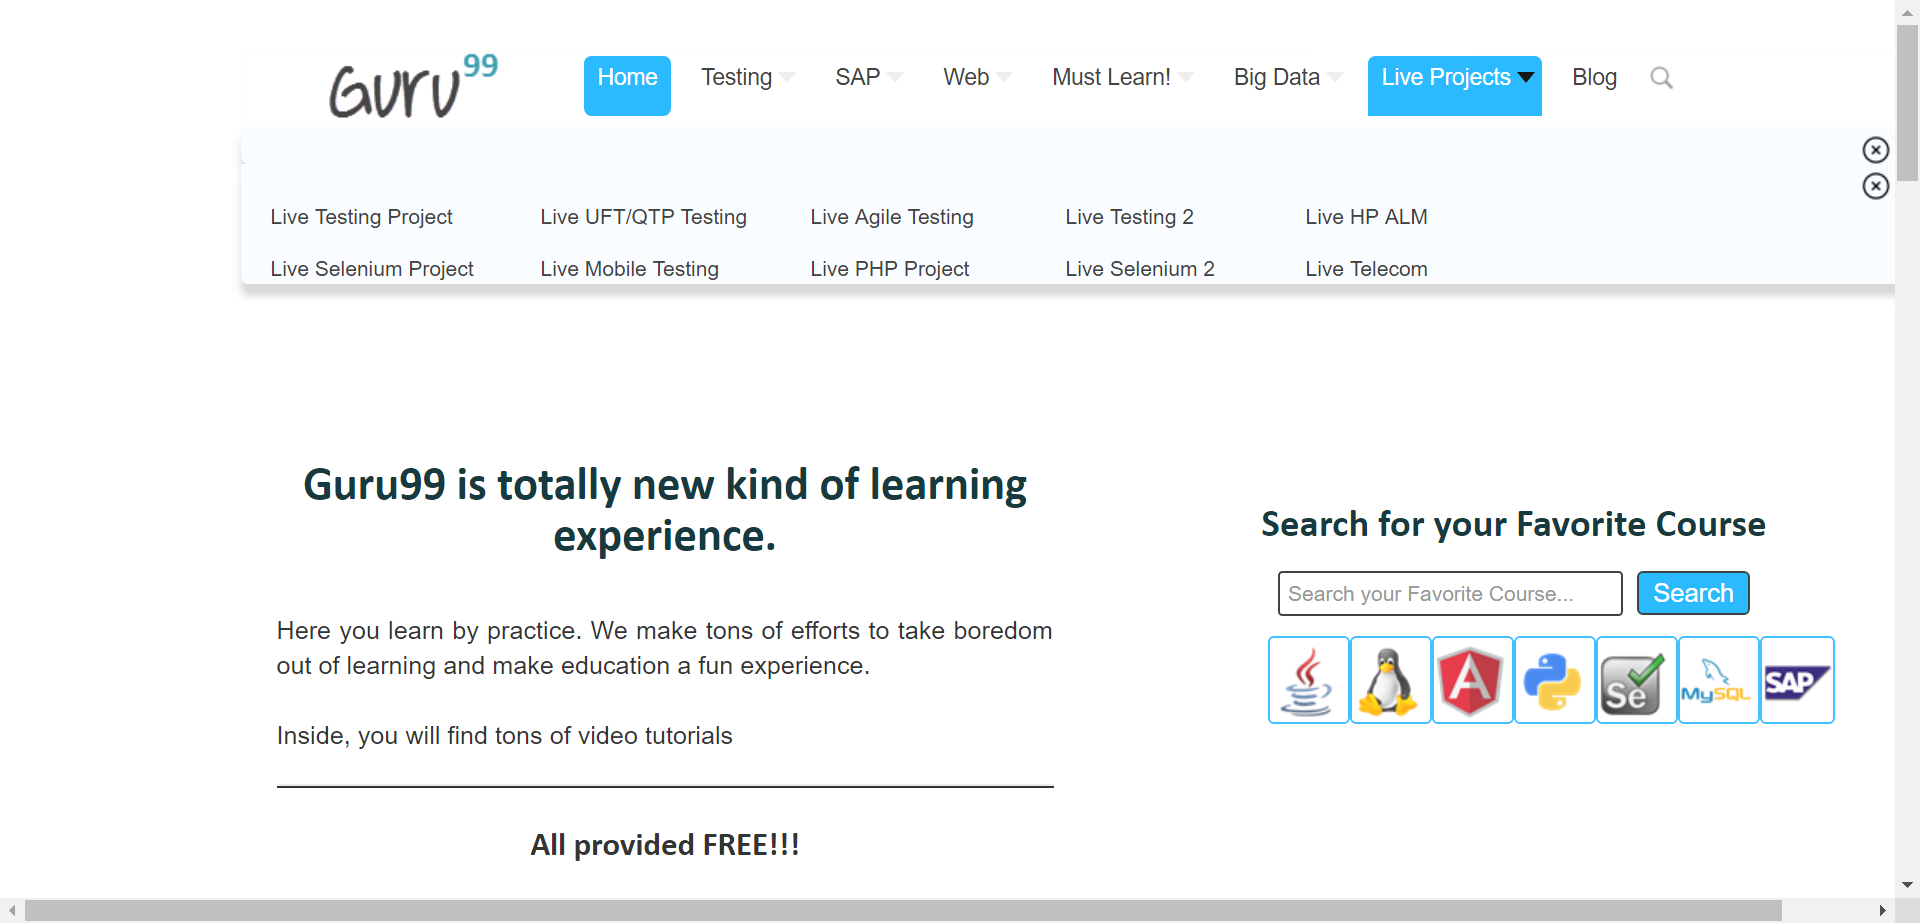 Guru99
Home Testing SAP Web Must Learn! Big Data Live Projects Blog
Live Testing Project Live UFT/QTP Testing Live Agile Testing Live Testing 2 Live HP ALM
Live Selenium Project Live Mobile Testing Live PHP Project Live Selenium 2 Live Telecom
Guru99 is totally new kind of learning
experience.
Here you learn by practice. We make tons of efforts to take boredom
out of learning and make education a fun experience.
Inside, you will find tons of video tutorials
All provided FREE!!!
Search for your Favorite Course
Search your Favorite Course... Search
A Se MySQL SAP